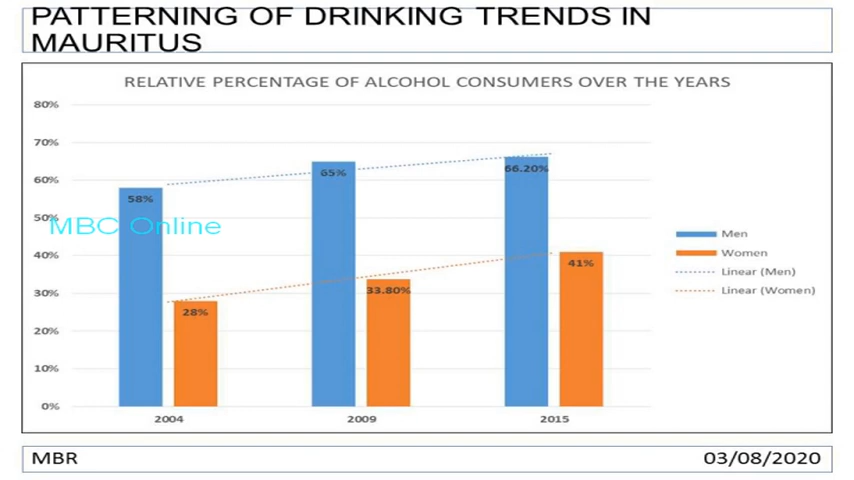 PATTERNING OF DRINKING TRENDS IN
MAURITUS
RELATIVE PERCENTAGE OF ALCOHOL CONSUMERS OVER THE YEARS
80%
70%
60%
50%
40%
30%
20%
10%
0%
58%
28%
65%
33.80%
66.20%
41%
MBC Online
2004 2009 2015
Men
Women
Linear (Men)
Linear (Women)
MBR 03/08/2020